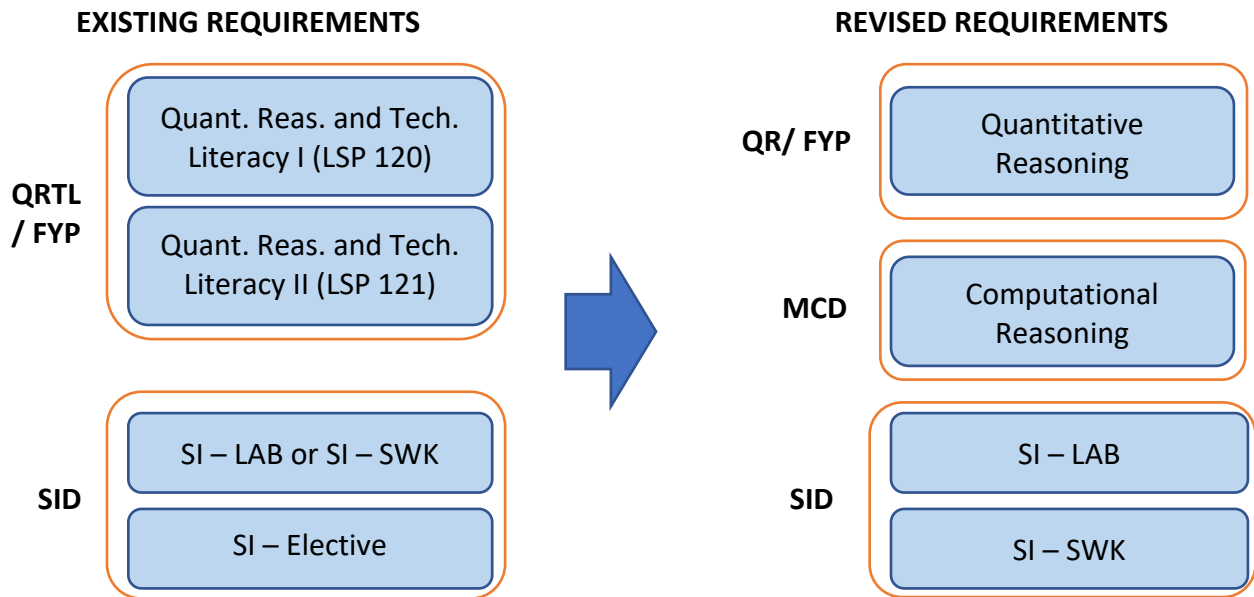 EXISTING REQUIREMENTS
QRTL
/ FYP
Quant. Reas. and Tech.
Literacy I (LSP 120)
Quant. Reas. and Tech.
Literacy II (LSP 121)
SID
SI – LAB or SI – SWK
SI – Elective
REVISED REQUIREMENTS
QR/ FYP
Quantitative
Reasoning
MCD
Computational
Reasoning
SID
SI – LAB
SI – SWK